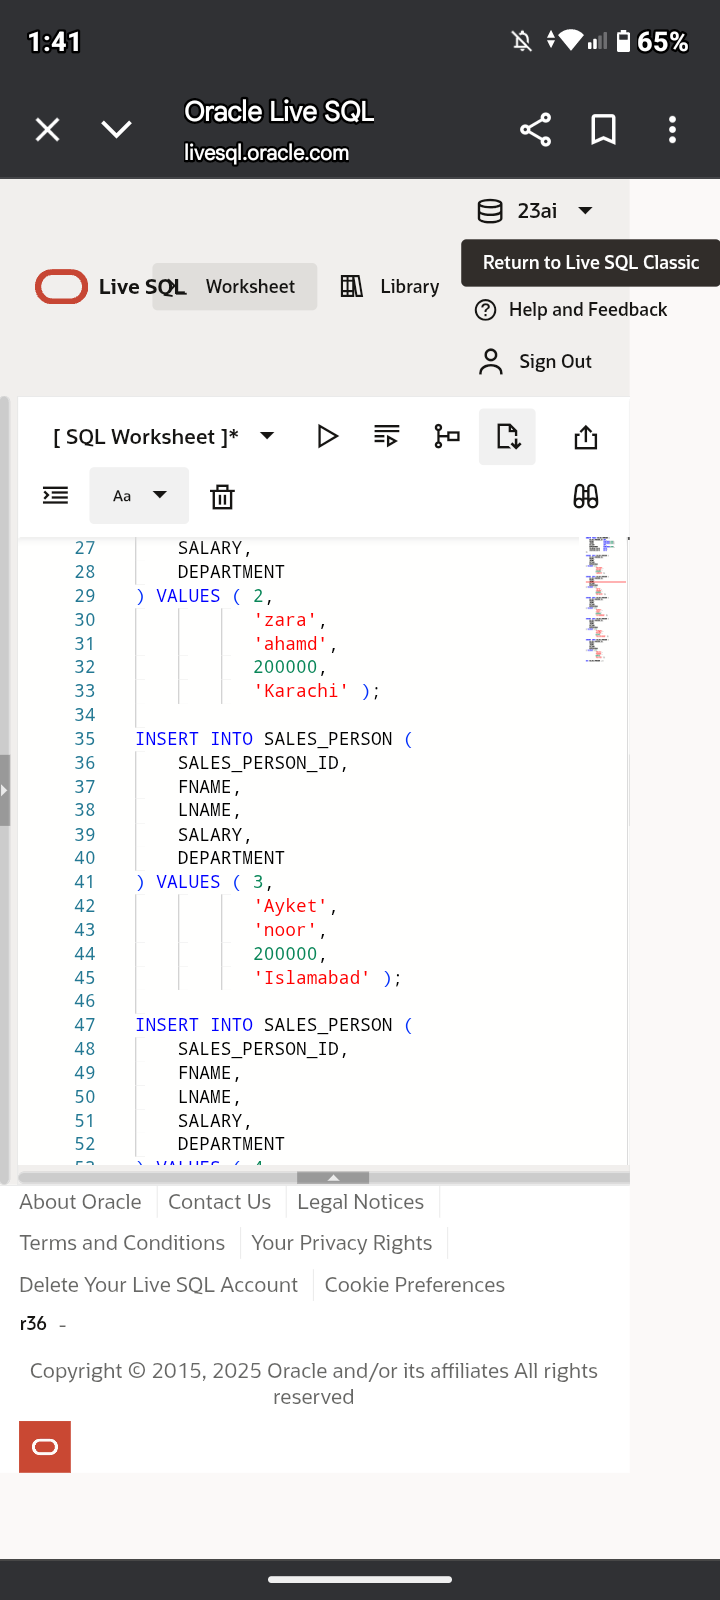 1:41
65%
Oracle Live SQL
livesql.oracle.com
23ai
Return to Live SQL Classic
Live SQL
Worksheet
Library
Help and Feedback
Sign Out
[ SQL Worksheet ]*
Aa
27 SALARY,
28 DEPARTMENT
29 ) VALUES ( 2,
30 'zara',
31 'ahamd',
32 200000,
33 'Karachi' );
34
35 INSERT INTO SALES_PERSON (
36 SALES_PERSON_ID,
37 FNAME,
38 LNAME,
39 SALARY,
40 DEPARTMENT
41 ) VALUES ( 3,
42 'Ayket',
43 'noor',
44 200000,
45 'Islamabad' );
46
47 INSERT INTO SALES_PERSON (
48 SALES_PERSON_ID,
49 FNAME,
50 LNAME,
51 SALARY,
52 DEPARTMENT
53 ) VALUES ( 4
About Oracle
Contact Us
Legal Notices
Terms and Conditions
Your Privacy Rights
Delete Your Live SQL Account
Cookie Preferences
r36 -
Copyright © 2015, 2025 Oracle and/or its affiliates All rights
reserved